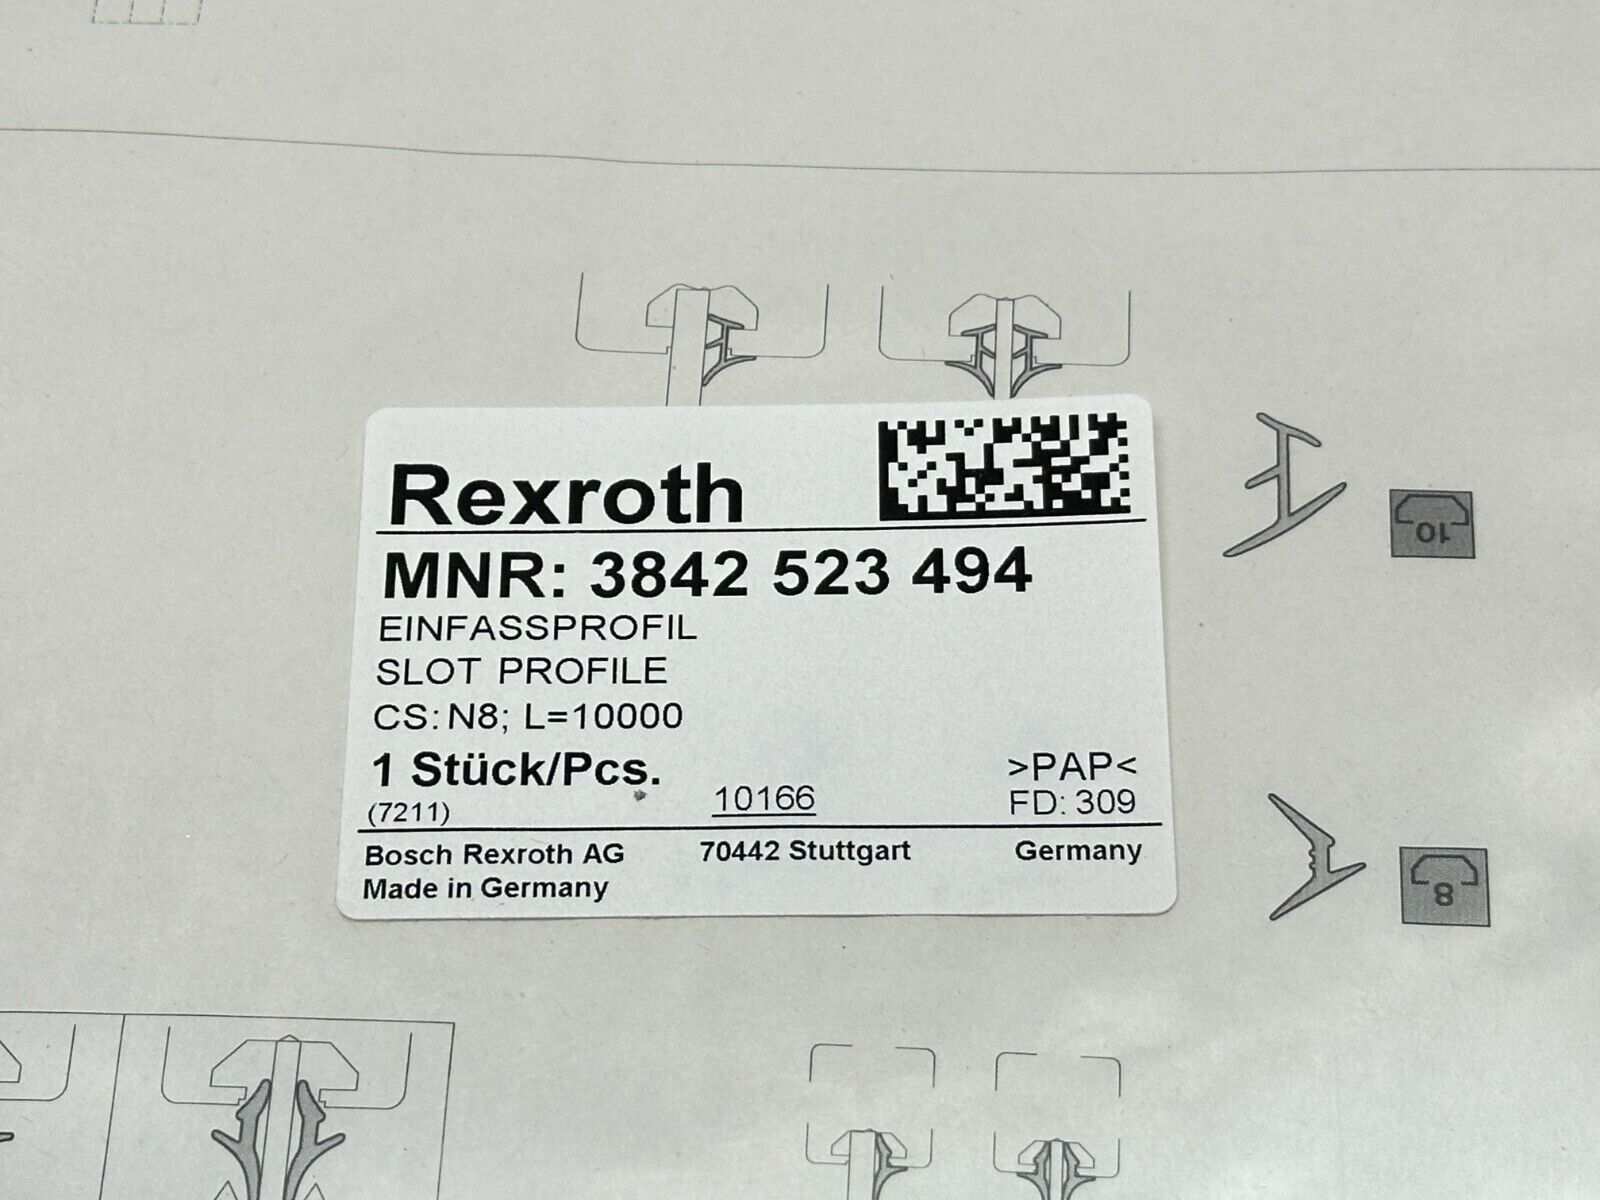 Rexroth
MNR: 3842 523 494
EINFASSPROFIL
SLOT PROFILE
CS: N8; L=10000
1 Stück/Pcs.
(7211)
10166
>PAP<
FD: 309
Bosch Rexroth AG 70442 Stuttgart Germany
Made in Germany
10
8